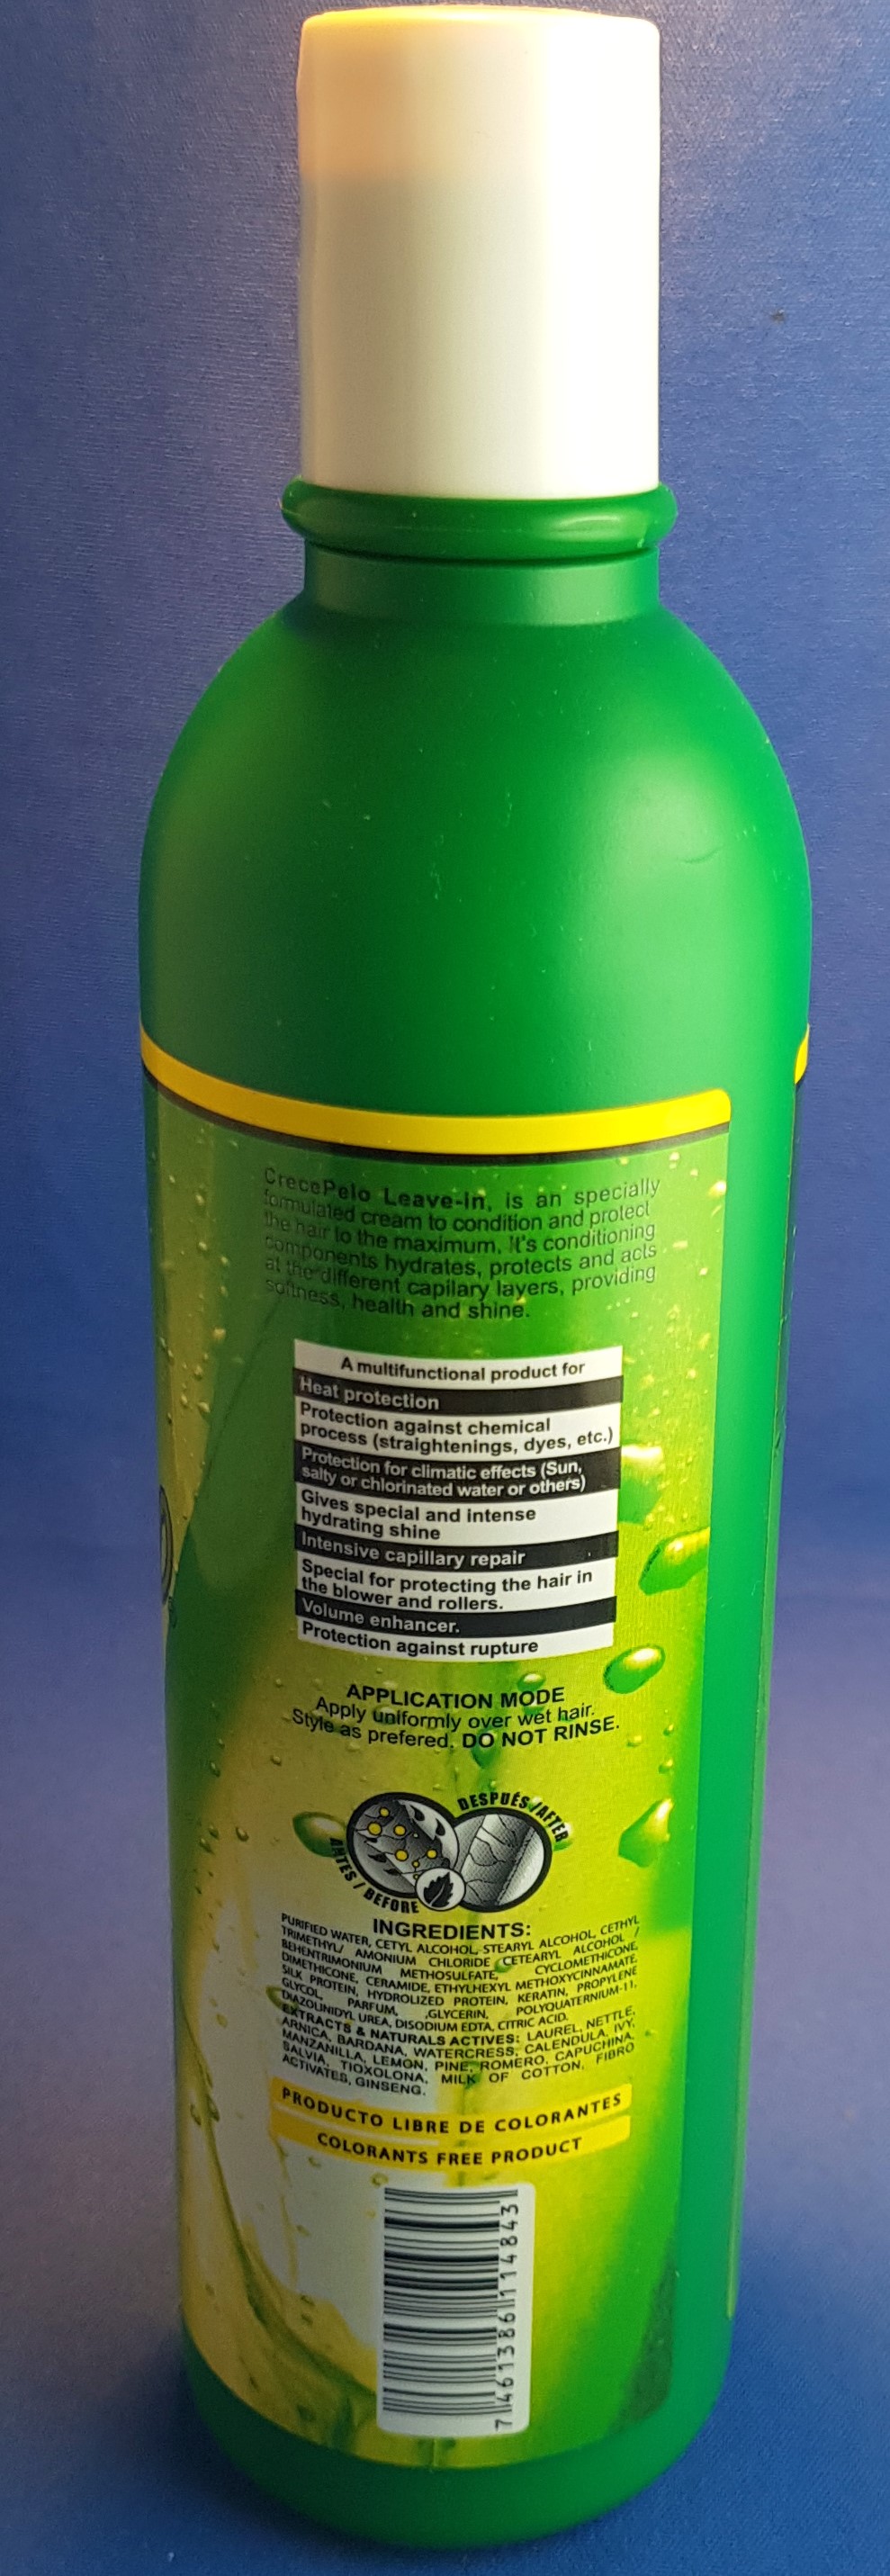 CrecePelo Leave-in, is an specially
formulated cream to condition and protect
the hair to the maximum, it's conditioning
components hydrates, protects and acts
at the different capilary layers, providing
softness, health and shine.
A multifunctional product for
Heat protection
Protection against chemical
process (straightenings, dyes, etc.)
Protection for climatic effects (Sun,
salty or chlorinated water or others)
Gives special and intense
hydrating shine
Intensive capillary repair
Special for protecting the hair in
the blower and rollers.
Volume enhancer.
Protection against rupture
APPLICATION MODE
Apply uniformly over wet hair.
Style as prefered. DO NOT RINSE.
ANTES / BEFORE
DESPUÉS / AFTER
INGREDIENTS:
PURIFIED WATER, CETYL ALCOHOL, STEARYL ALCOHOL, CETHYL
TRIMETHYL/ AMONIUM CHLORIDE CETEARYL ALCOHOL /
BEHENTRIMONIUM METHOSULFATE, CYCLOMETHICONE,
DIMETHICONE, CERAMIDE, ETHYLHEXYL METHOXYCINNAMATE,
SILK PROTEIN, HYDROLIZED PROTEIN, KERATIN, PROPYLENE
GLYCOL, PARFUM, ,GLYCERIN, POLYQUATERNIUM-11,
DIAZOLINIDYL UREA, DISODIUM EDTA, CITRIC ACID.
EXTRACTS & NATURALS ACTIVES: LAUREL, NETTLE,
ARNICA, BARDANA, WATERCRESS, CALENDULA, IVY,
MANZANILLA, LEMON, PINE, ROMERO, CAPUCHINA,
SALVIA, TIOXOLONA, MILK OF COTTON, FIBRO
ACTIVATES, GINSENG.
PRODUCTO LIBRE DE COLORANTES
COLORANTS FREE PRODUCT
7 461386 114843